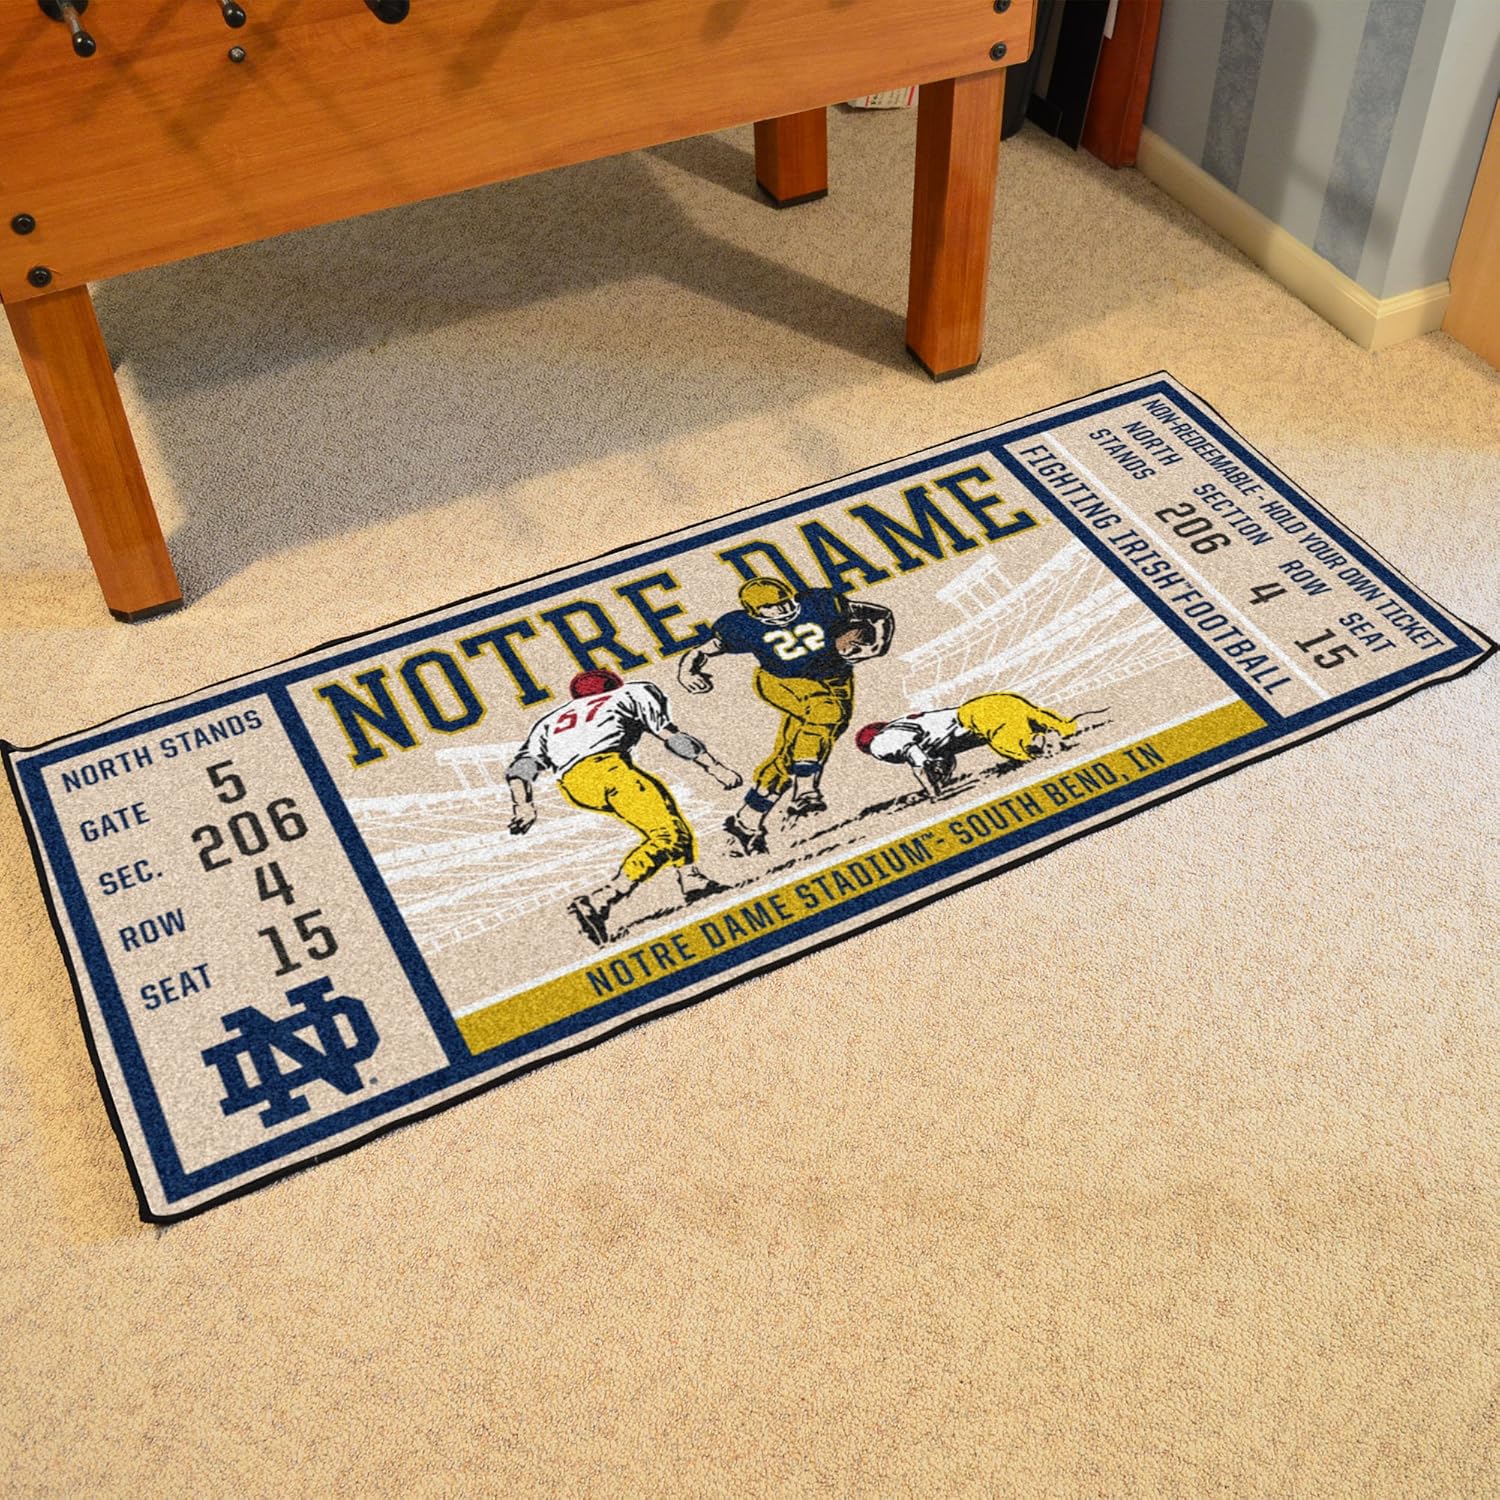 NORTH STANDS
GATE 5
SEC. 206
ROW 4
SEAT 15
ND
NOTRE DAME
22
57
NOTRE DAME STADIUM™ - SOUTH BEND, IN
FIGHTING IRISH™ FOOTBALL
NORTH STANDS
SECTION 206
ROW 4
SEAT 15
NON-REDEEMABLE - HOLD YOUR OWN TICKET